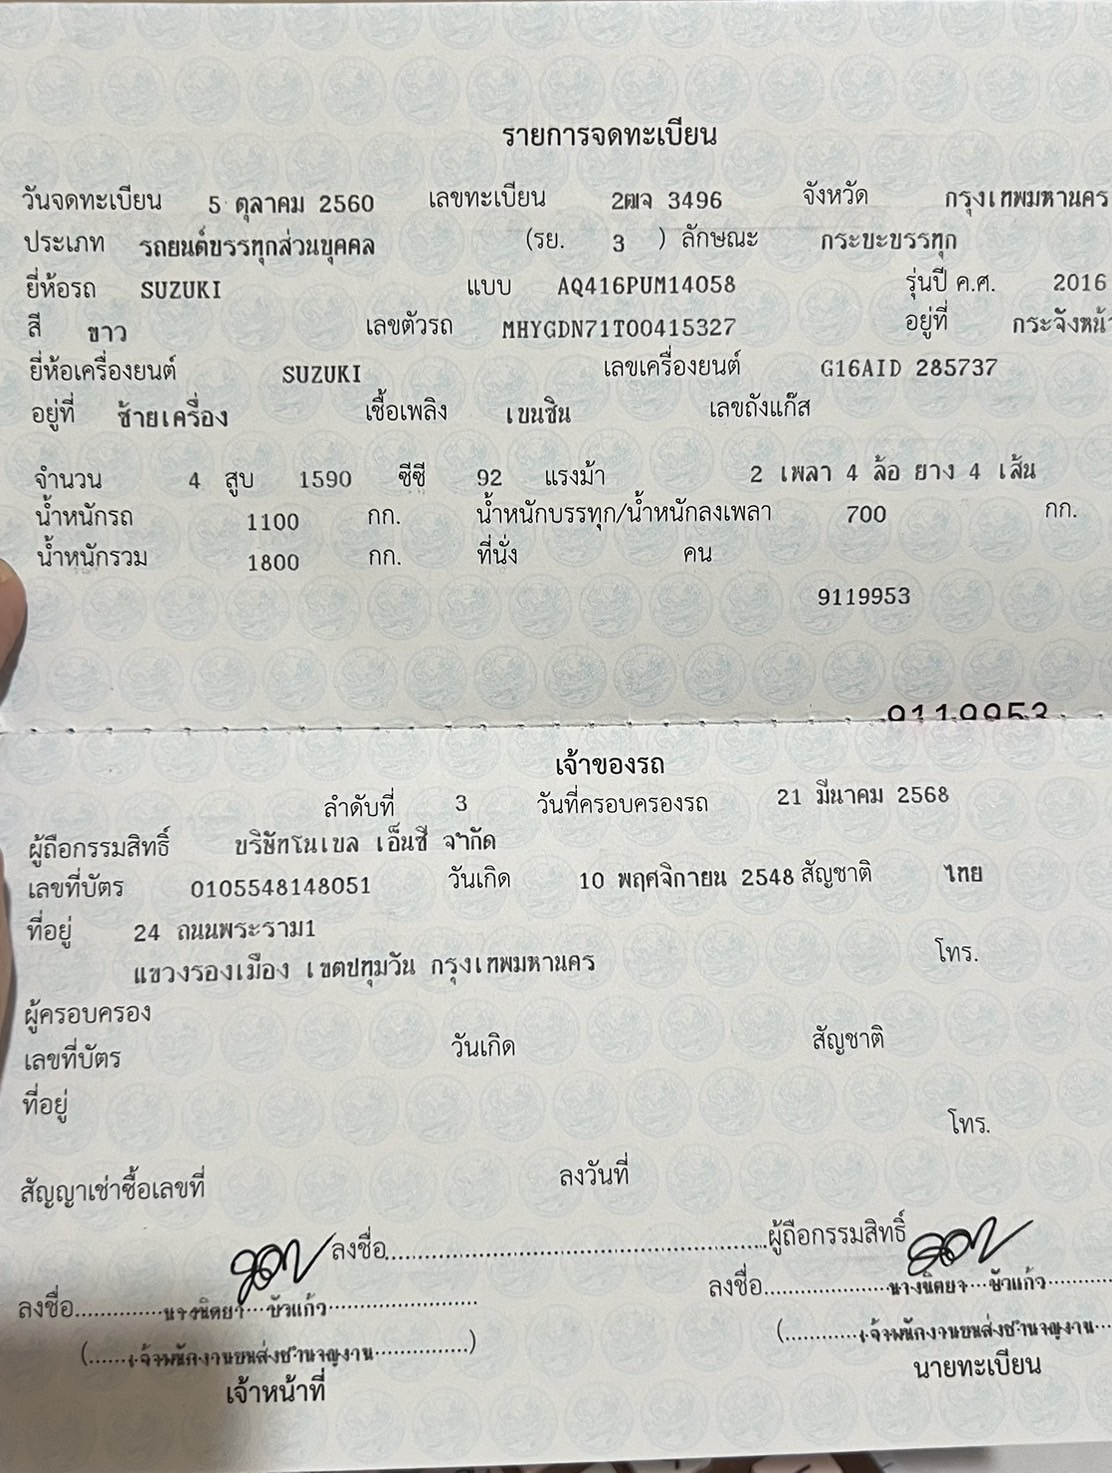 รายการจดทะเบียน
วันจดทะเบียน 5 ตุลาคม 2560 เลขทะเบียน 2ฒจ 3496 จังหวัด กรุงเทพมหานคร
ประเภท รถยนต์บรรทุกส่วนบุคคล (รย. 3 ) ลักษณะ กระบะบรรทุก
ยี่ห้อรถ SUZUKI แบบ AQ416PUM14058 รุ่นปี ค.ศ. 2016
สี ขาว เลขตัวรถ MHYGDN71T00415327 อยู่ที่ กระจังหน้า
ยี่ห้อเครื่องยนต์ SUZUKI เลขเครื่องยนต์ G16AID 285737
อยู่ที่ ซ้ายเครื่อง เชื้อเพลิง เบนซิน เลขถังแก๊ส
จำนวน 4 สูบ 1590 ซีซี 92 แรงม้า 2 เพลา 4 ล้อ ยาง 4 เส้น
น้ำหนักรถ 1100 กก. น้ำหนักบรรทุก/น้ำหนักลงเพลา 700 กก.
น้ำหนักรวม 1800 กก. ที่นั่ง คน
9119953
9119953
เจ้าของรถ
ลำดับที่ 3 วันที่ครอบครองรถ 21 มีนาคม 2568
ผู้ถือกรรมสิทธิ์ บริษัทโนเบล เอ็นซี จำกัด
เลขที่บัตร 0105548148051 วันเกิด 10 พฤศจิกายน 2548 สัญชาติ ไทย
ที่อยู่ 24 ถนนพระราม1
แขวงรองเมือง เขตปทุมวัน กรุงเทพมหานคร โทร.
ผู้ครอบครอง
เลขที่บัตร วันเกิด สัญชาติ
ที่อยู่
โทร.
สัญญาเช่าซื้อเลขที่ ลงวันที่
ลงชื่อ ผู้ถือกรรมสิทธิ์
ลงชื่อ นางนิตยา บัวแก้ว ลงชื่อ นางนิตยา บัวแก้ว
(เจ้าพนักงานขนส่งชำนาญงาน) (เจ้าพนักงานขนส่งชำนาญงาน
เจ้าหน้าที่ นายทะเบียน